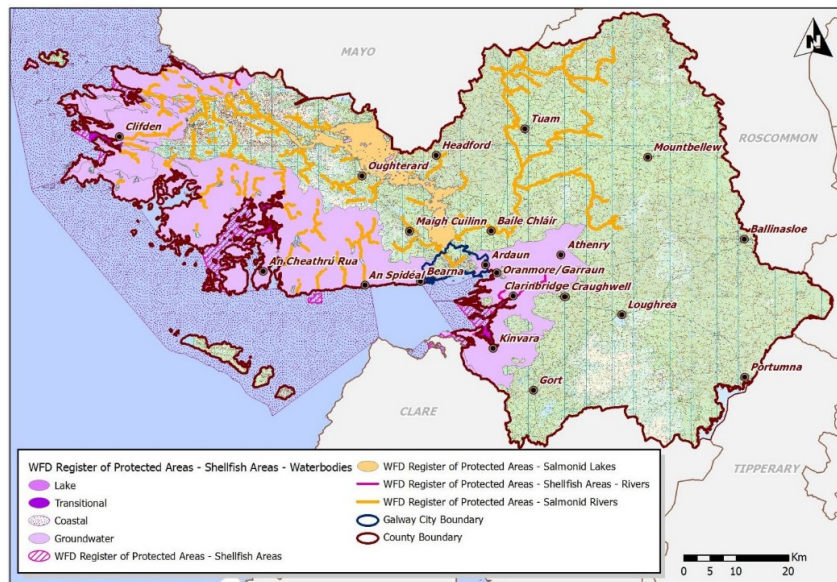 MAYO
N
ROSCOMMON
Clifden
Tuam
Headford
Mountbellew
Oughterard
Maigh Cuilinn
Baile Chláir
Ballinasloe
Athenry
Ardaun
An Cheathrú Rua
Bearna
Oranmore/Garraun
An Spidéal
Clarinbridge
Craughwell
Loughrea
Kinvara
Portumna
Gort
CLARE
TIPPERARY
WFD Register of Protected Areas - Shellfish Areas - Waterbodies
Lake
Transitional
Coastal
Groundwater
WFD Register of Protected Areas - Shellfish Areas
WFD Register of Protected Areas - Salmonid Lakes
WFD Register of Protected Areas - Shellfish Areas - Rivers
WFD Register of Protected Areas - Salmonid Rivers
Galway City Boundary
County Boundary
Km
0 5 10 20